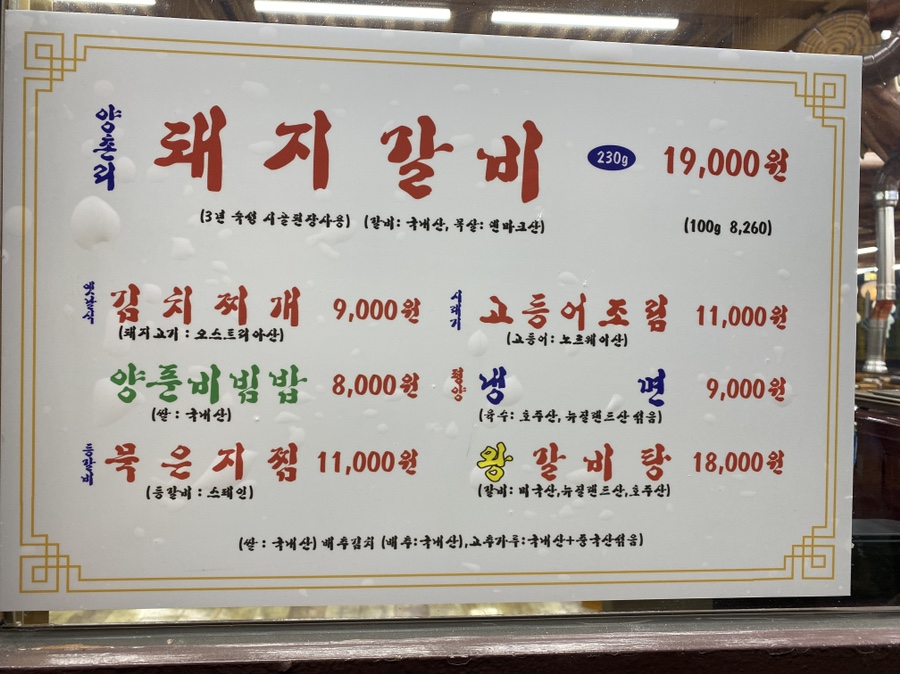 양촌리 돼지갈비 230g 19,000원
(3년 숙성 시골된장사용) (갈비: 국내산, 목살: 덴마크산) (100g 8,260)
옛날식 김치찌개 9,000원
(돼지고기 : 오스트리아산)
시래기 고등어조림 11,000원
(고등어: 노르웨이산)
양푼비빔밥 8,000원
(쌀 : 국내산)
평양 냉면 9,000원
(육수: 호주산, 뉴질랜드산 섞음)
등갈비 묵은지찜 11,000원
(등갈비 : 스페인)
왕갈비탕 18,000원
(갈비: 미국산,뉴질랜드산,호주산)
(쌀 : 국내산) 배추김치 (배추:국내산),고추가루:국내산+중국산섞음)